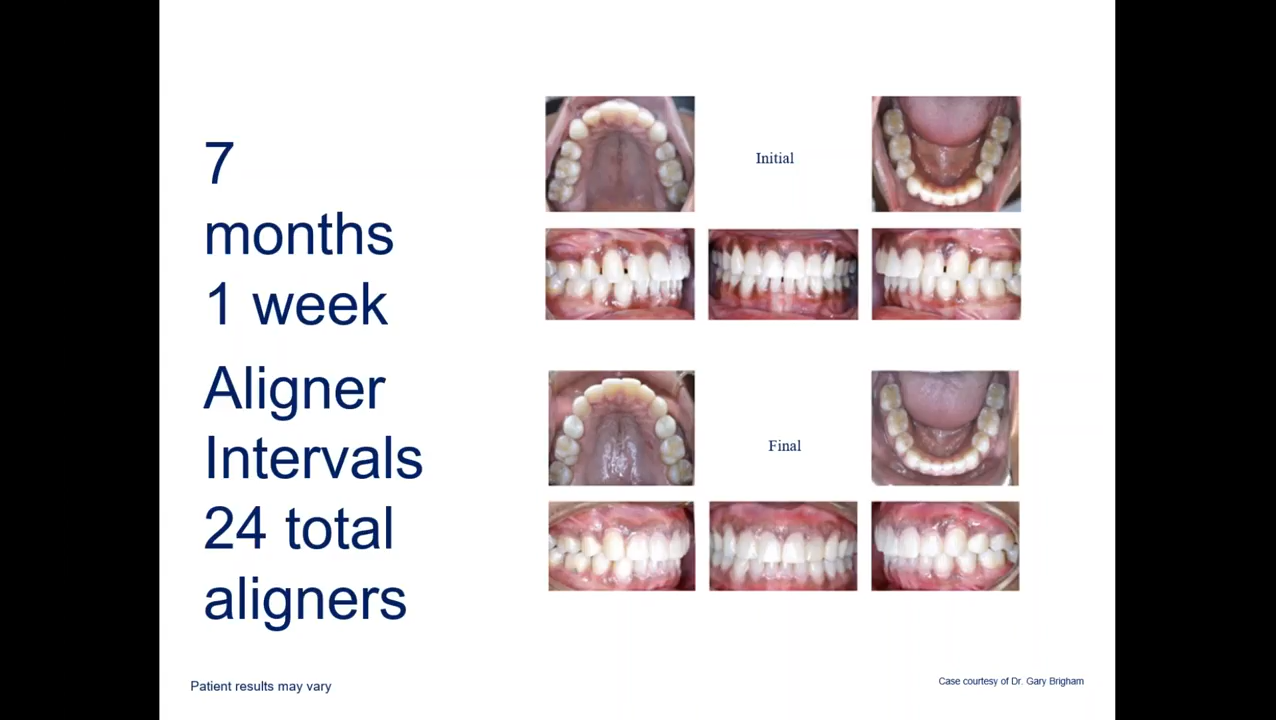 7
months
1 week
Aligner
Intervals
24 total
aligners
Initial
Final
Patient results may vary
Case courtesy of Dr. Gary Brigham